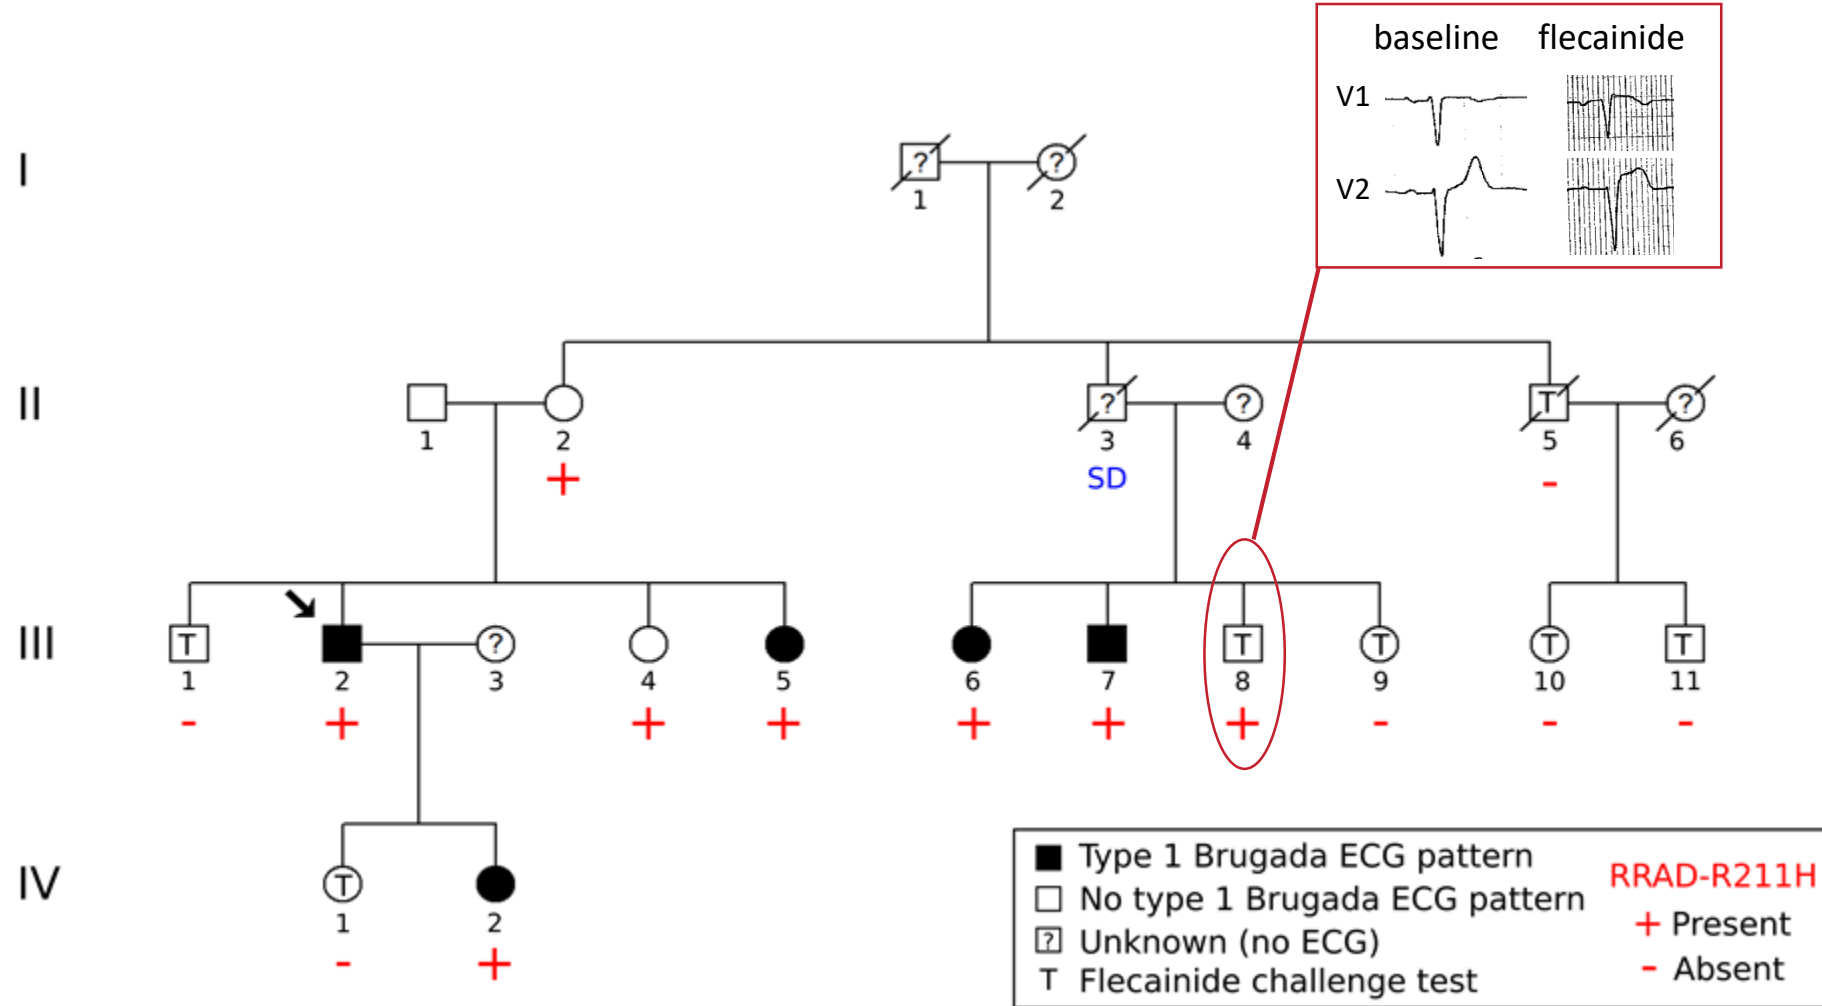 baseline flecainide
V1
V2
I
? ?
1 2
II
? ? T ?
1 2 3 4 5 6
+ SD -
III
T ? T T T T
1 2 3 4 5 6 7 8 9 10 11
- + + + + + + - - -
IV
T
1 2
- +
Type 1 Brugada ECG pattern
No type 1 Brugada ECG pattern
? Unknown (no ECG)
T Flecainide challenge test
RRAD-R211H
+ Present
- Absent